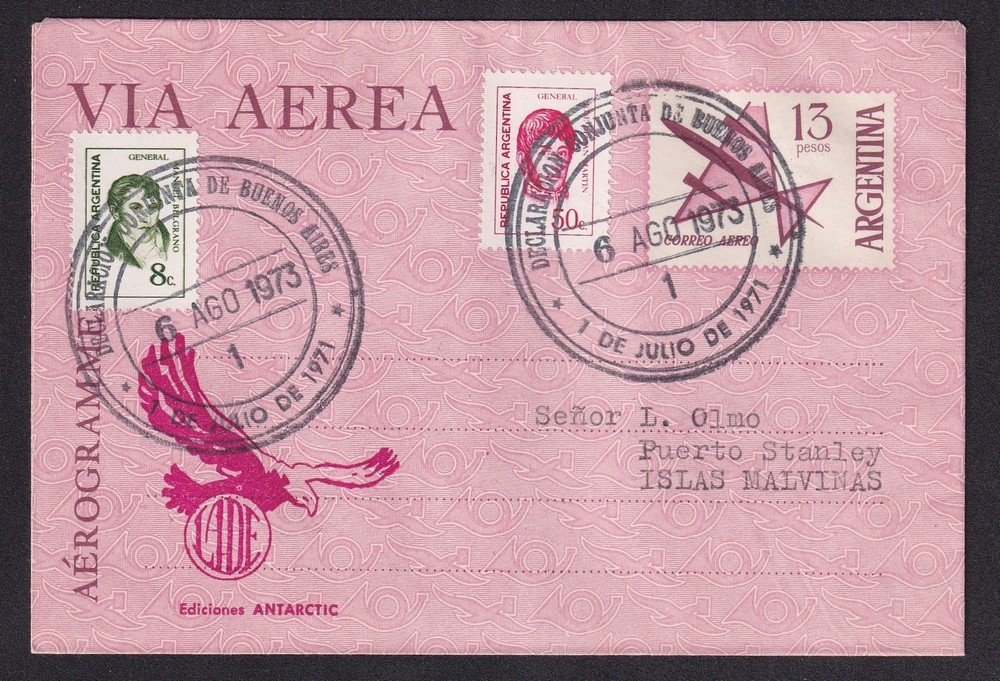 VIA AEREA
AÉROGRAMME
REPUBLICA ARGENTINA
GENERAL
MANUEL BELGRANO
8c.
DECLARACION CONJUNTA DE BUENOS AIRES
6 AGO 1973
1
1 DE JULIO DE 1971
REPUBLICA ARGENTINA
GENERAL
MARTIN
50c.
DECLARACION CONJUNTA DE BUENOS AIRES
6 AGO 1973
1
1 DE JULIO DE 1971
13
pesos
ARGENTINA
CORREO AEREO
Señor L. Olmo
Puerto Stanley
ISLAS MALVINAS
LADE
Ediciones ANTARCTIC